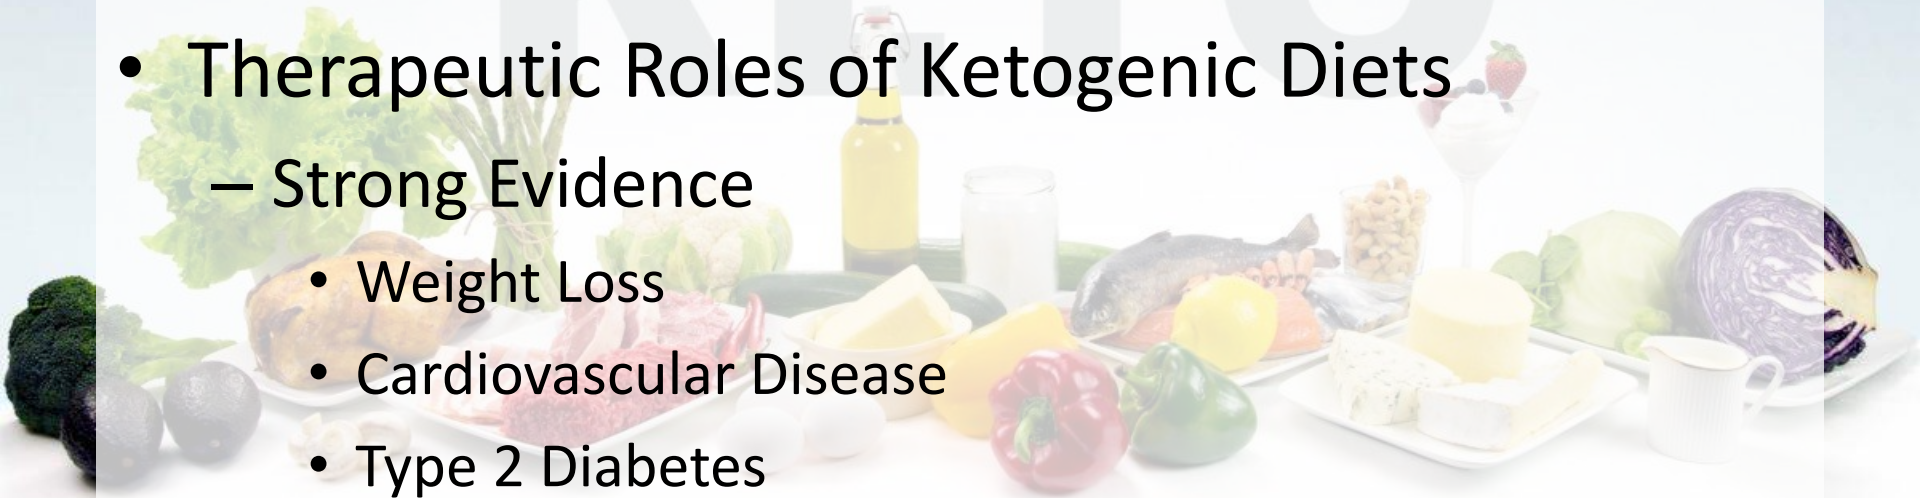 • Therapeutic Roles of Ketogenic Diets
– Strong Evidence
• Weight Loss
• Cardiovascular Disease
• Type 2 Diabetes